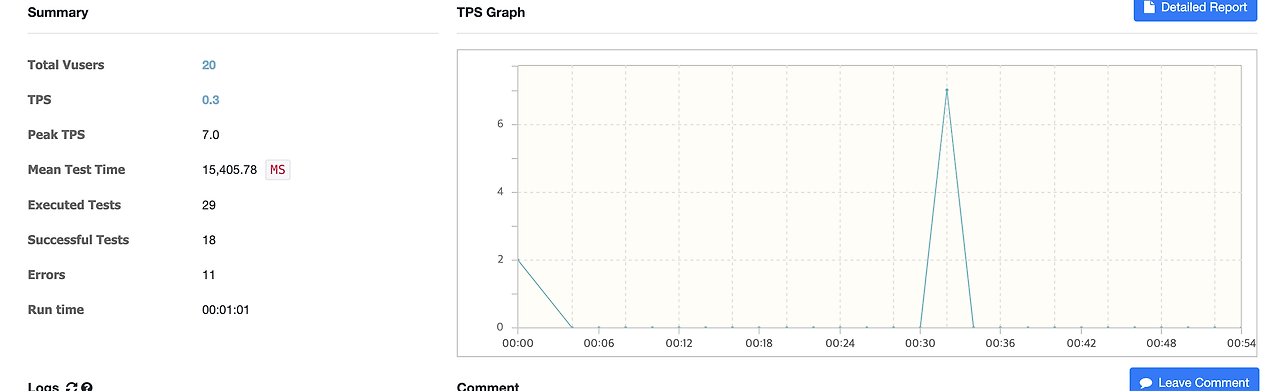 Summary
Total Vusers 20
TPS 0.3
Peak TPS 7.0
Mean Test Time 15,405.78 MS
Executed Tests 29
Successful Tests 18
Errors 11
Run time 00:01:01
Logs
TPS Graph
Detailed Report
6
4
2
0
00:00 00:06 00:12 00:18 00:24 00:30 00:36 00:42 00:48 00:54
Comment
Leave Comment